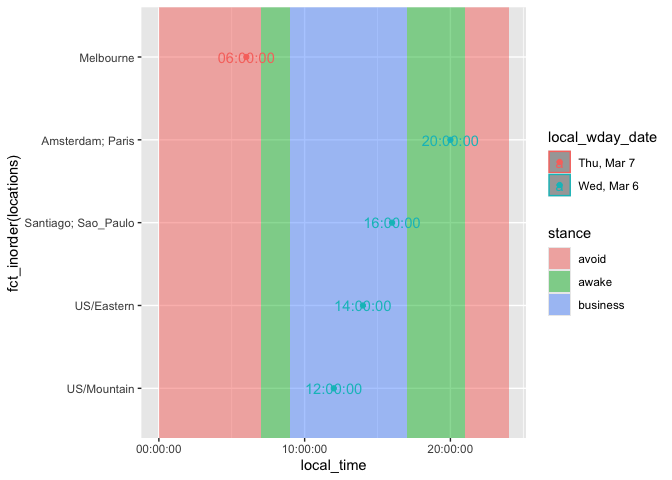 Melbourne
06:00:00
Amsterdam; Paris
20:00:00
Santiago; Sao_Paulo
16:00:00
US/Eastern
14:00:00
US/Mountain
12:00:00
fct_inorder(locations)
00:00:00
10:00:00
20:00:00
local_time
local_wday_date
Thu, Mar 7
Wed, Mar 6
stance
avoid
awake
business